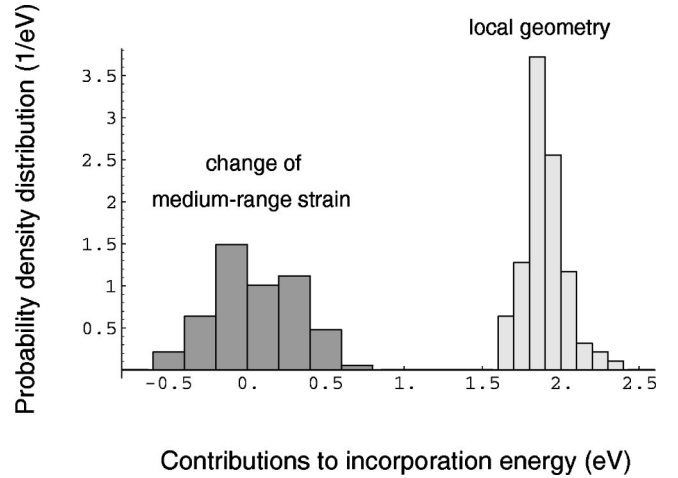 local geometry
Probability density distribution (1/eV)
3.5
3
2.5
2
1.5
1
0.5
change of
medium-range strain
-0.5 0. 0.5 1. 1.5 2. 2.5
Contributions to incorporation energy (eV)